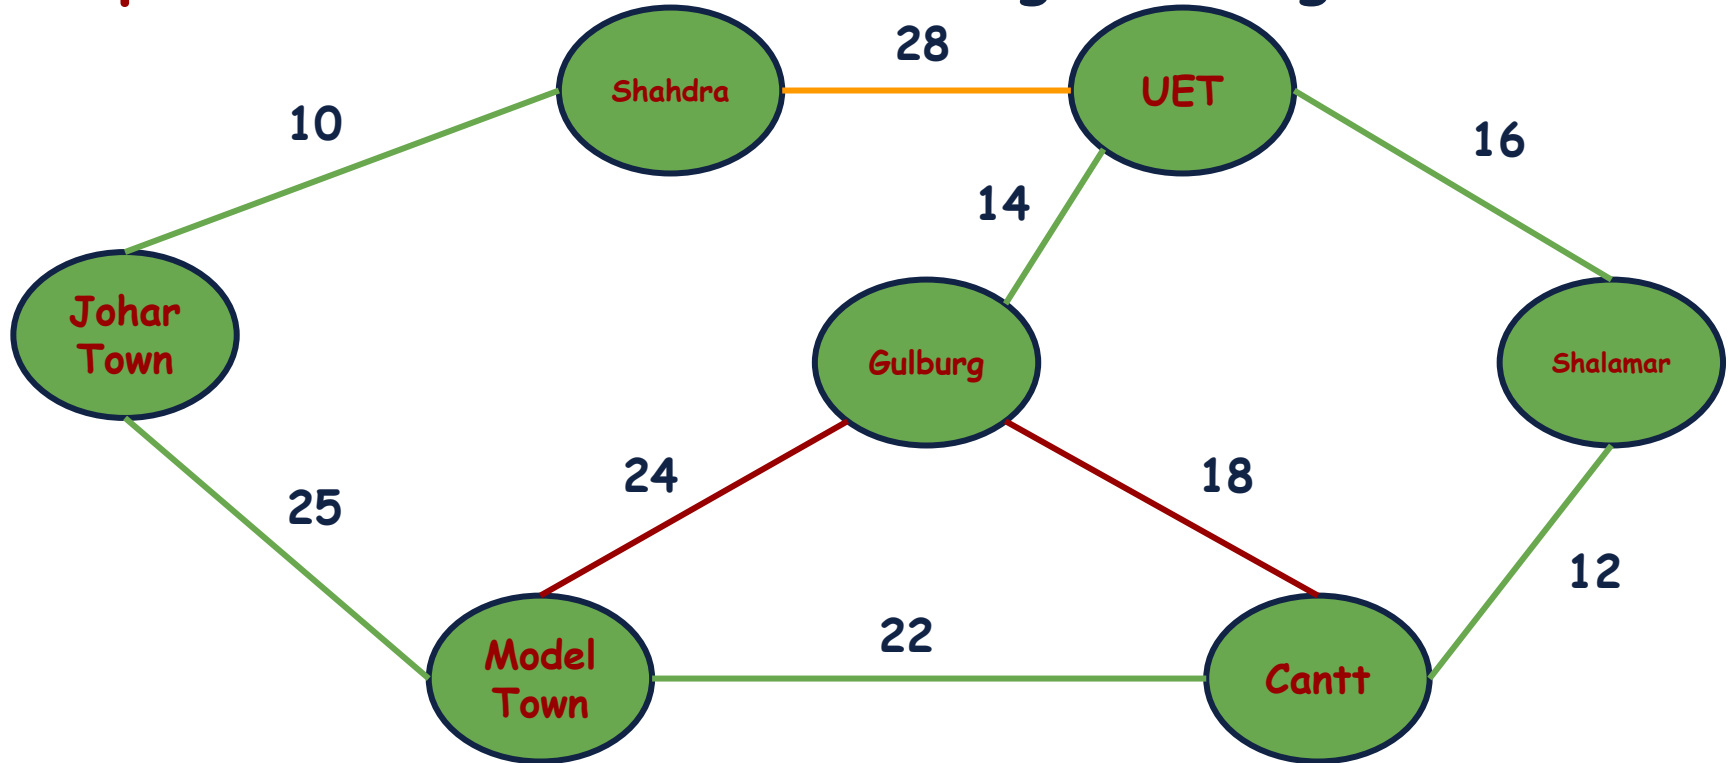 28
Shahdra
UET
10
16
14
Johar
Town
Gulburg
Shalamar
24
18
25
12
22
Model
Town
Cantt